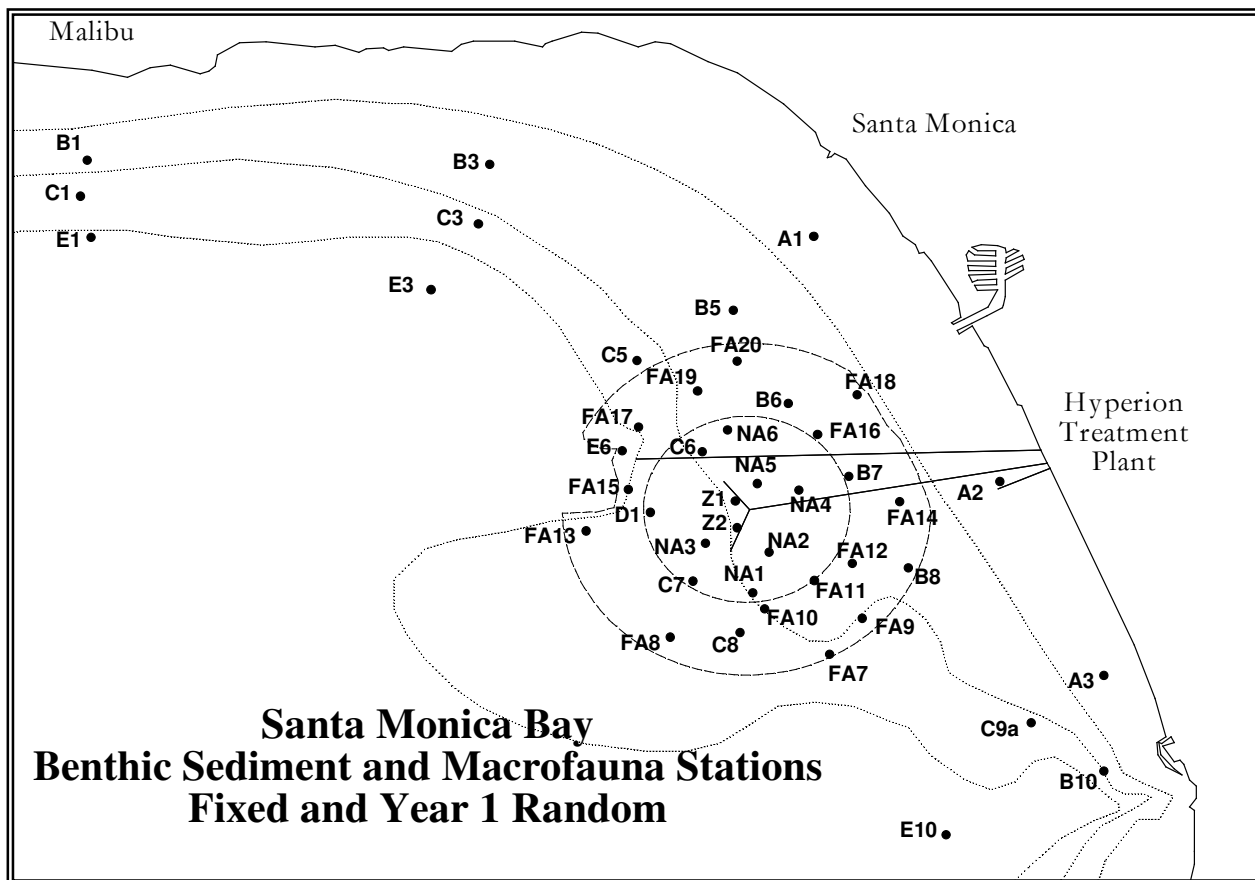 Malibu
Santa Monica
B1
B3
C1
C3
E1
A1
E3
B5
C5
FA20
FA19
FA18
B6
Hyperion
Treatment
Plant
FA17
NA6
FA16
E6
C6
NA5
B7
A2
FA15
Z1
NA4
FA14
D1
Z2
FA13
NA3
NA2
FA12
B8
C7
NA1
FA11
FA10
FA9
FA8
C8
FA7
A3
C9a
Santa Monica Bay
Benthic Sediment and Macrofauna Stations
Fixed and Year 1 Random
B10
E10